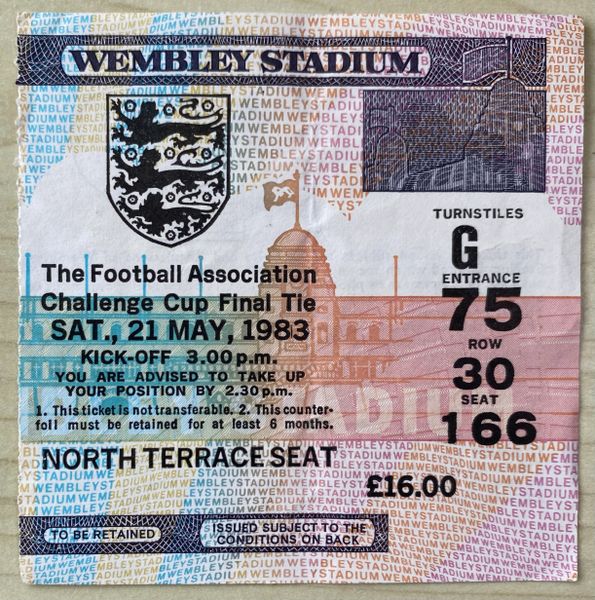 WEMBLEY STADIUM
The Football Association
Challenge Cup Final Tie
SAT., 21 MAY, 1983
KICK-OFF 3.00 p.m.
YOU ARE ADVISED TO TAKE UP
YOUR POSITION BY 2.30 p.m.
1. This ticket is not transferable. 2. This counter-
foil must be retained for at least 6 months.
NORTH TERRACE SEAT
£16.00
TURNSTILES
G
ENTRANCE
75
ROW
30
SEAT
166
TO BE RETAINED
ISSUED SUBJECT TO THE
CONDITIONS ON BACK